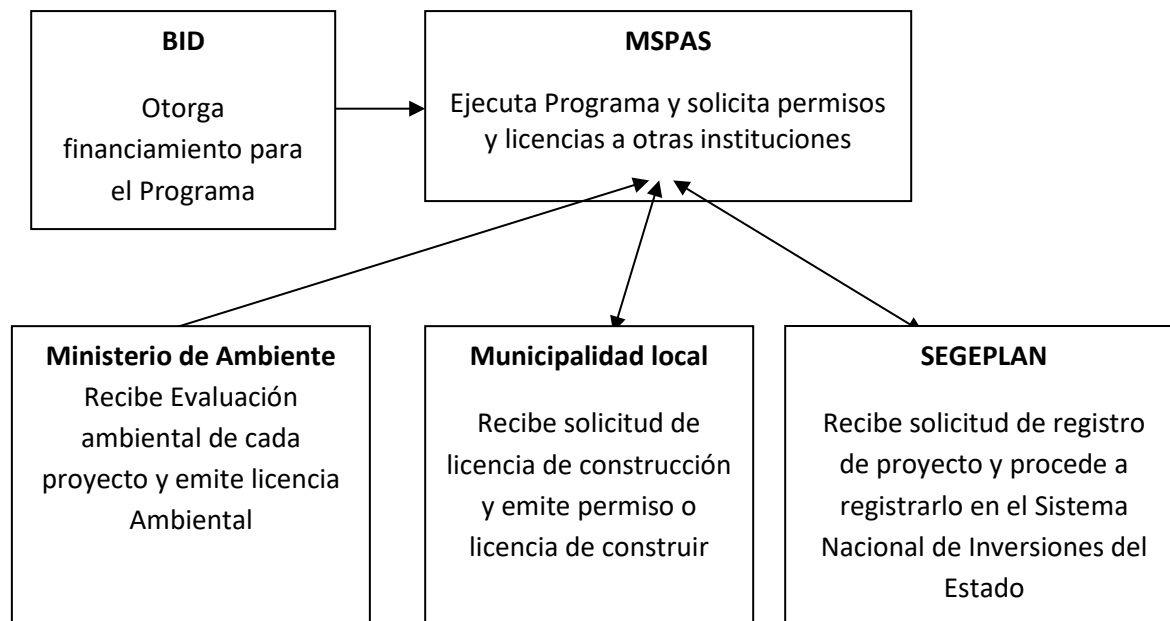 BID
Otorga
financiamiento para
el Programa
MSPAS
Ejecuta Programa y solicita permisos
y licencias a otras instituciones
Ministerio de Ambiente
Recibe Evaluación
ambiental de cada
proyecto y emite licencia
Ambiental
Municipalidad local
Recibe solicitud de
licencia de construcción
y emite permiso o
licencia de construir
SEGEPLAN
Recibe solicitud de registro
de proyecto y procede a
registrarlo en el Sistema
Nacional de Inversiones del
Estado